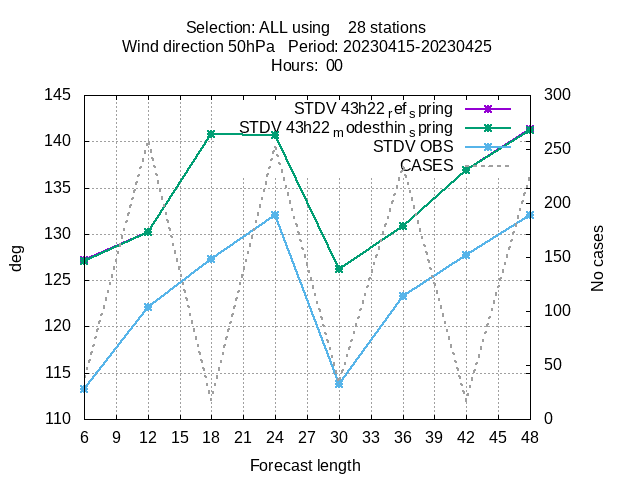 Selection: ALL using    28 stations
Wind direction 50hPa   Period: 20230415-20230425
Hours:  00
STDV 43h22 ref spring
STDV 43h22 modesthin spring
STDV OBS
CASES
145
140
135
130
125
120
115
110
deg
300
250
200
150
100
50
0
No cases
6 9 12 15 18 21 24 27 30 33 36 39 42 45 48
Forecast length